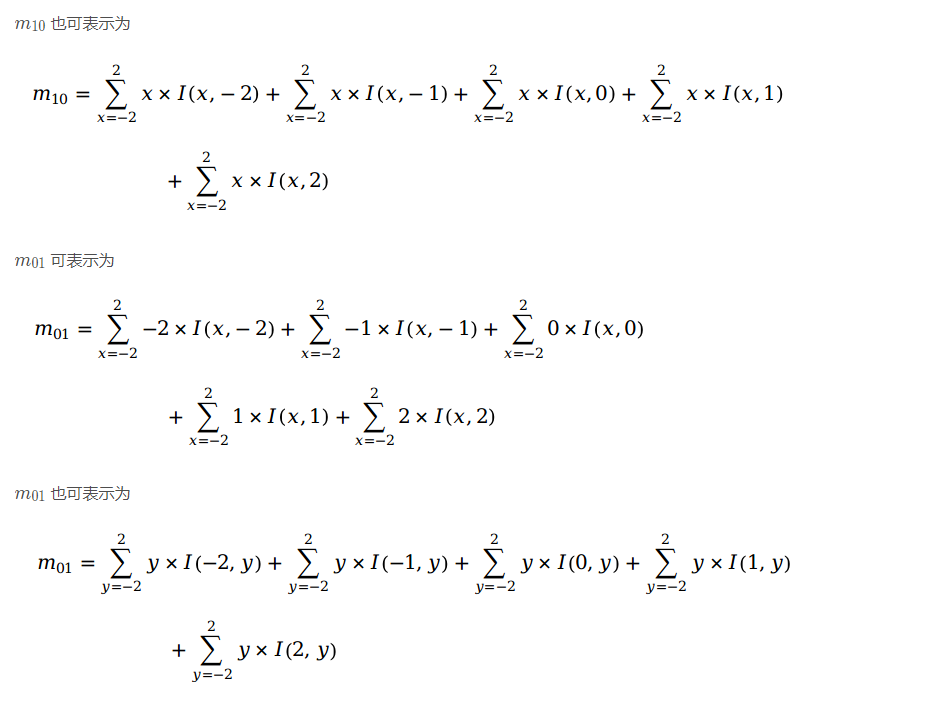 m₁₀ 也可表示为
m₁₀ = ∑_{x=−2}^{2} x × I(x, − 2) + ∑_{x=−2}^{2} x × I(x, − 1) + ∑_{x=−2}^{2} x × I(x, 0) + ∑_{x=−2}^{2} x × I(x, 1)
+ ∑_{x=−2}^{2} x × I(x, 2)
m₀₁ 可表示为
m₀₁ = ∑_{x=−2}^{2} −2 × I(x, − 2) + ∑_{x=−2}^{2} −1 × I(x, − 1) + ∑_{x=−2}^{2} 0 × I(x, 0)
+ ∑_{x=−2}^{2} 1 × I(x, 1) + ∑_{x=−2}^{2} 2 × I(x, 2)
m₀₁ 也可表示为
m₀₁ = ∑_{y=−2}^{2} y × I(−2, y) + ∑_{y=−2}^{2} y × I(−1, y) + ∑_{y=−2}^{2} y × I(0, y) + ∑_{y=−2}^{2} y × I(1, y)
+ ∑_{y=−2}^{2} y × I(2, y)